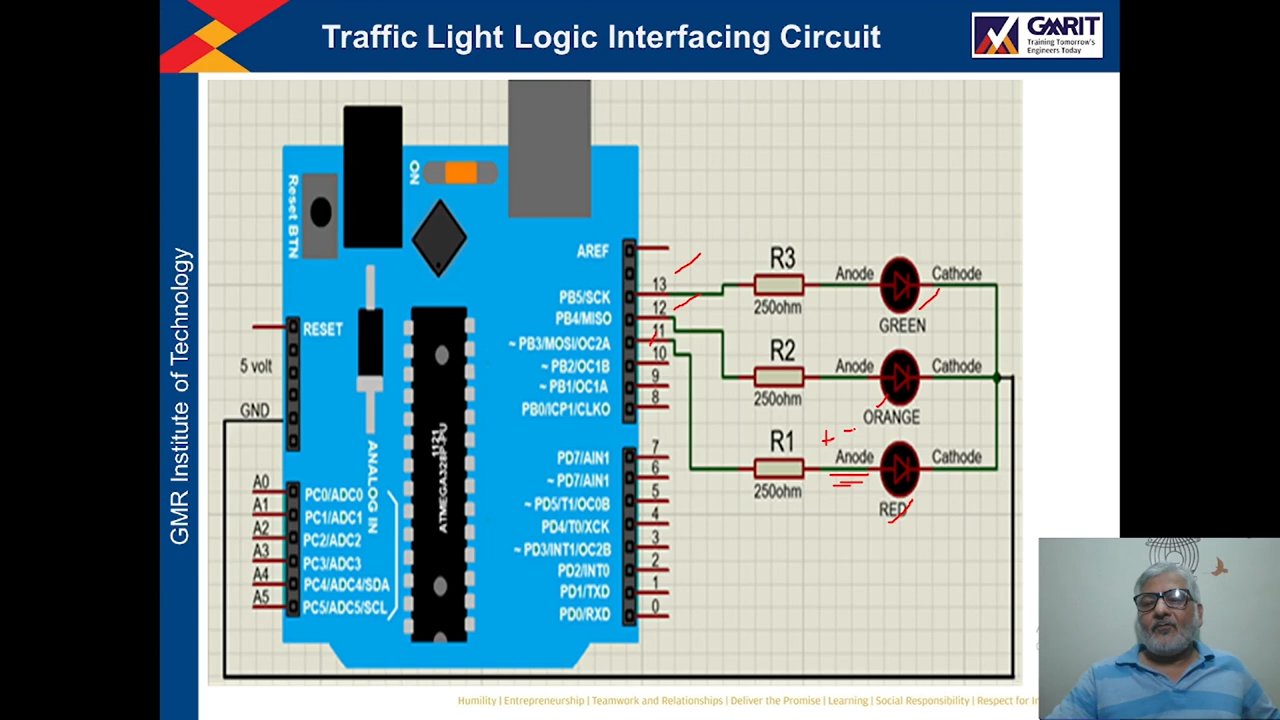 Traffic Light Logic Interfacing Circuit
GMRIT
Training Tomorrow's
Engineers Today
GMR Institute of Technology
Reset BTN
ON
AREF
13
PB5/SCK
12
PB4/MISO
11
~ PB3/MOSI/OC2A
10
~ PB2/OC1B
9
~ PB1/OC1A
8
PB0/ICP1/CLKO
RESET
5 volt
GND
ANALOG IN
1121
ATMEGA328P-PU
7
PD7/AIN1
6
~ PD7/AIN1
5
~ PD5/T1/OC0B
4
PD4/T0/XCK
3
~ PD3/INT1/OC2B
2
PD2/INT0
1
PD1/TXD
0
PD0/RXD
A0 PC0/ADC0
A1 PC1/ADC1
A2 PC2/ADC2
A3 PC3/ADC3
A4 PC4/ADC4/SDA
A5 PC5/ADC5/SCL
R3
250ohm
Anode
Cathode
GREEN
R2
250ohm
Anode
Cathode
ORANGE
+ -
R1
250ohm
Anode
Cathode
RED
Humility | Entrepreneurship | Teamwork and Relationships | Deliver the Promise | Learning | Social Responsibility | Respect for